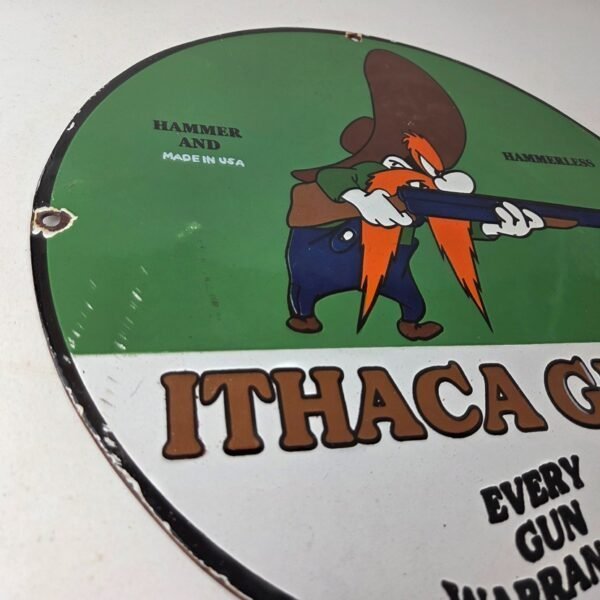 HAMMER
AND
MADE IN USA
HAMMERLESS
ITHACA
EVERY
GUN